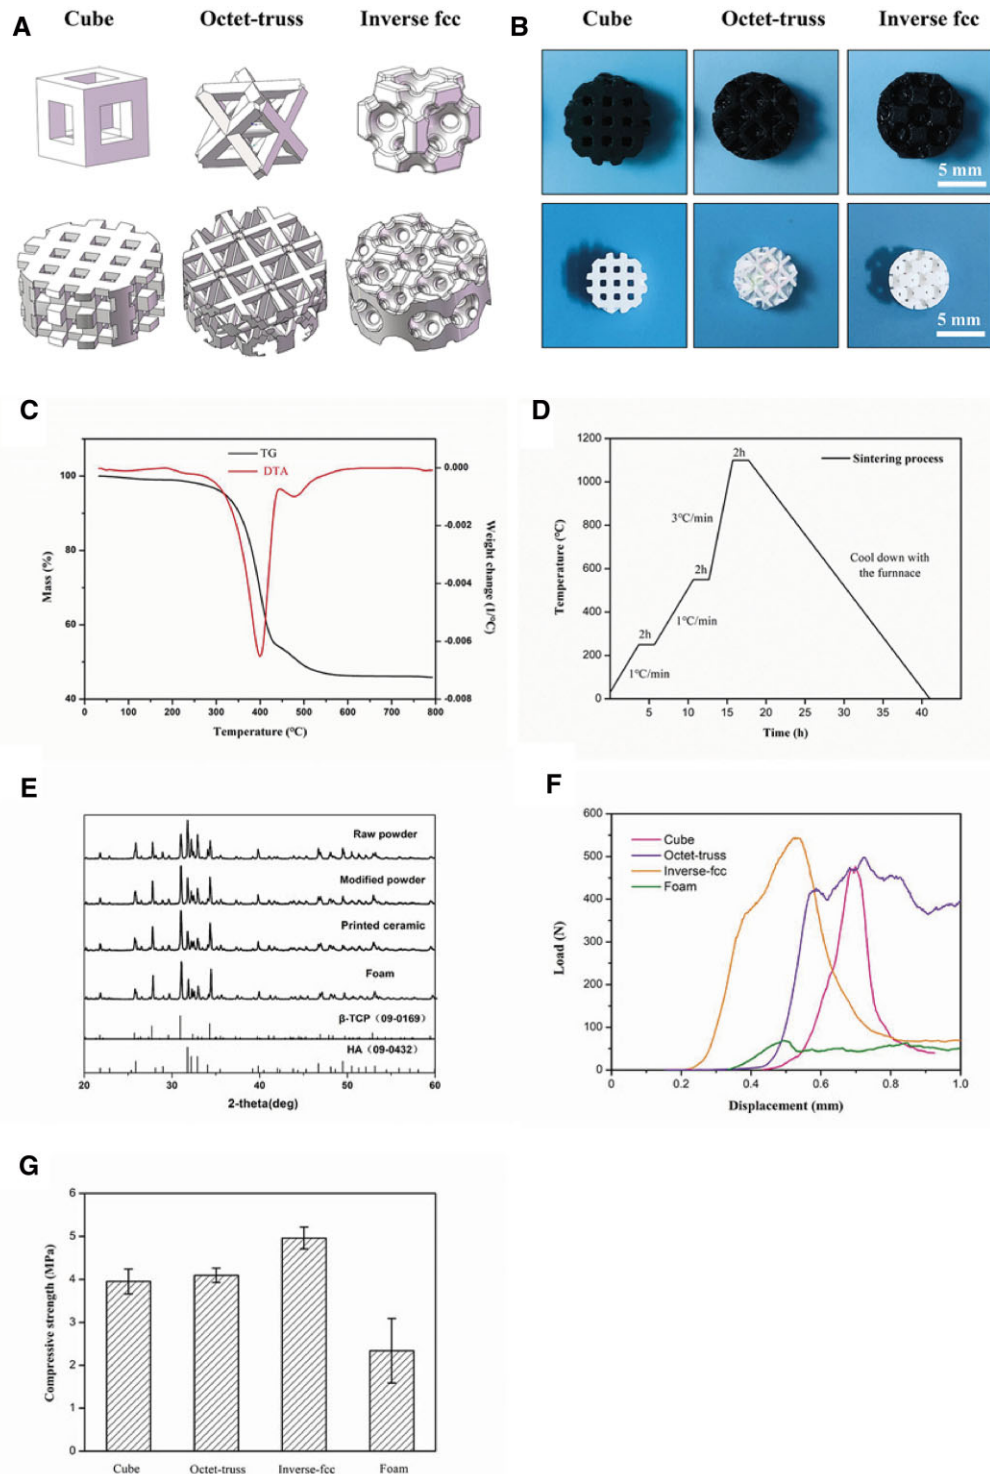 A
Cube
Octet-truss
Inverse fcc
B
Cube
Octet-truss
Inverse fcc
5 mm
5 mm
C
TG
DTA
100
80
60
40
Mass (%)
0.000
-0.002
-0.004
-0.006
-0.008
Weight change (1/°C)
0 100 200 300 400 500 600 700 800
Temperature (°C)
D
1200
1000
800
600
400
200
0
Temperature (°C)
Sintering process
2h
3°C/min
2h
1°C/min
2h
1°C/min
Cool down with
the furnnace
5 10 15 20 25 30 35 40
Time (h)
E
Raw powder
Modified powder
Printed ceramic
Foam
β-TCP（09-0169）
HA（09-0432）
20 30 40 50 60
2-theta(deg)
F
600
500
400
300
200
100
0
Load (N)
Cube
Octet-truss
Inverse-fcc
Foam
0 0.2 0.4 0.6 0.8 1.0
Displacement (mm)
G
6
5
4
3
2
1
0
Compressive strength (MPa)
Cube Octet-truss Inverse-fcc Foam